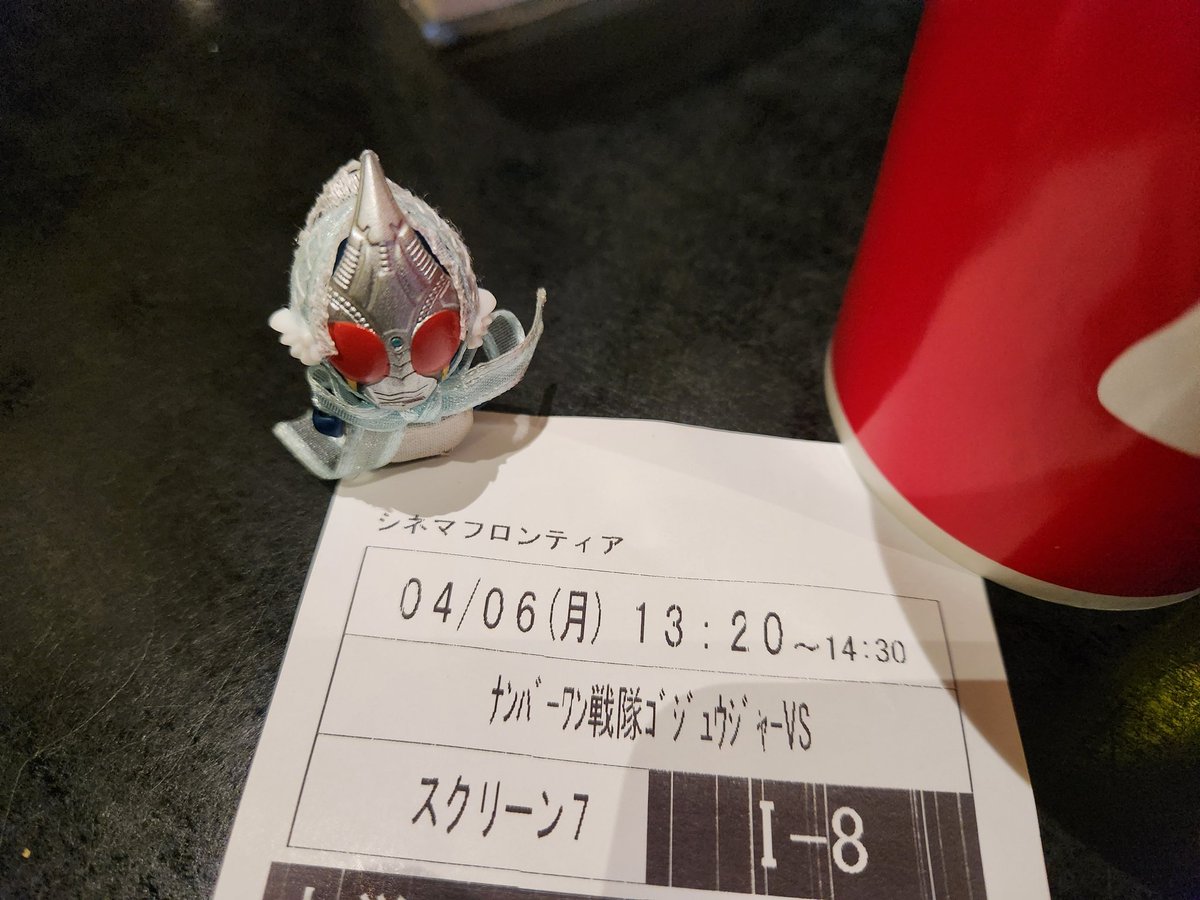 シネマフロンティア
04/06(月) 13:20～14:30
ﾅﾝﾊﾞｰﾜﾝ戦隊ｺﾞｼﾞｭｳｼﾞｬｰVS
スクリーン7
I-8